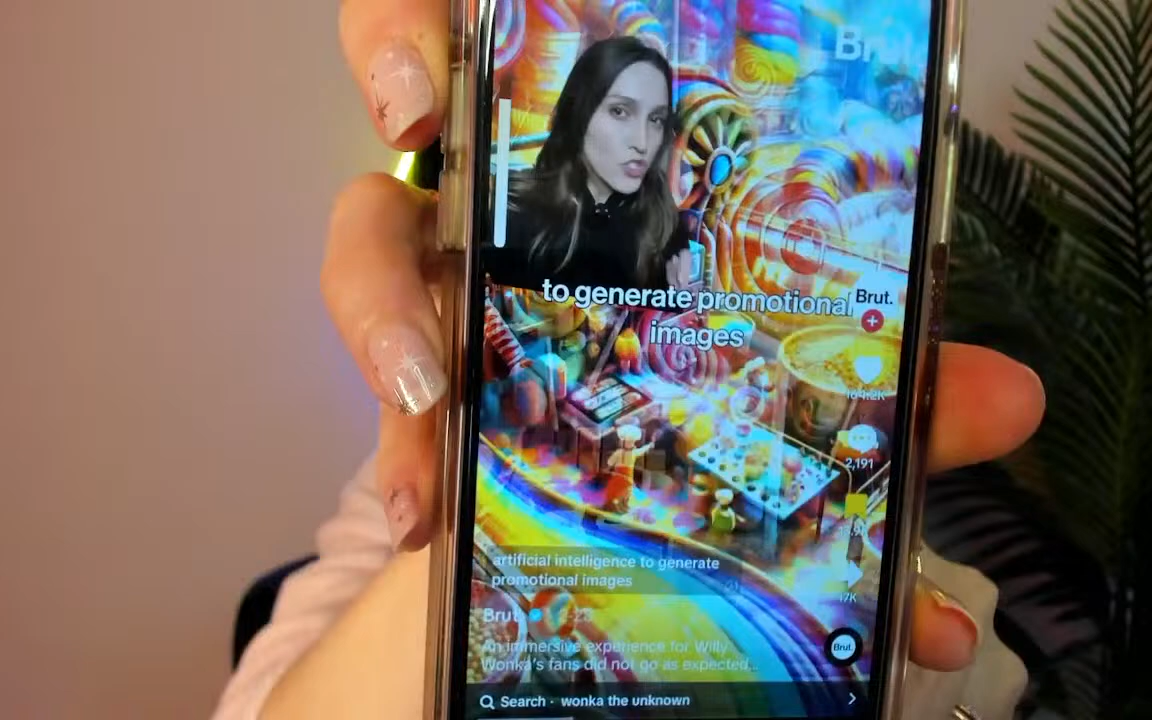 Brut.
to generate promotional
images
Brut.
2,191
artificial intelligence to generate
promotional images
17K
Brut.
Brut.
An immersive experience for Willy
Wonka's fans did not go as expected...
Search · wonka the unknown